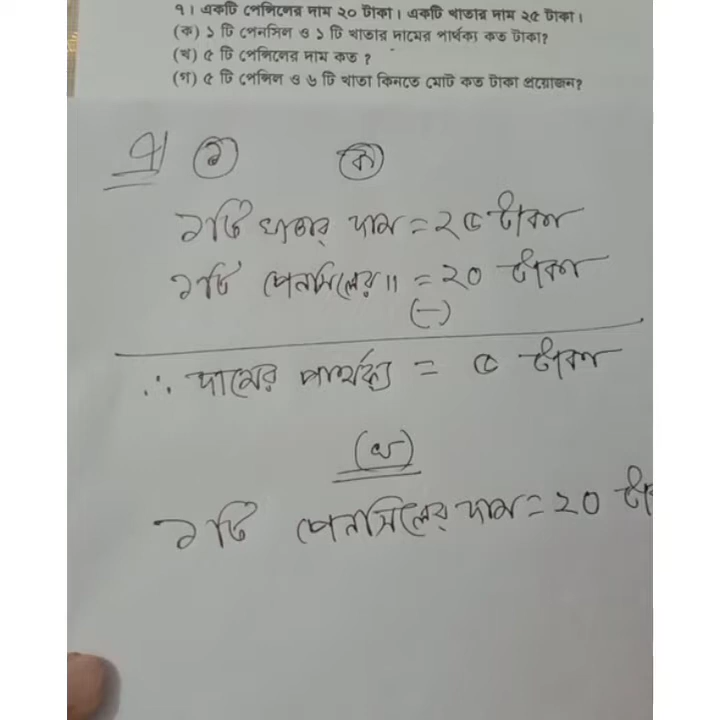 ৭। একটি পেন্সিলের দাম ২০ টাকা। একটি খাতার দাম ২৫ টাকা।
(ক) ১ টি পেনসিল ও ১ টি খাতার দামের পার্থক্য কত টাকা?
(খ) ৫ টি পেন্সিলের দাম কত ?
(গ) ৫ টি পেন্সিল ও ৬ টি খাতা কিনতে মোট কত টাকা প্রয়োজন?
(ক)
১টি খাতার দাম = ২৫ টাকা
১টি পেনসিলের ॥ = ২০ টাকা
(−)
∴ দামের পার্থক্য = ৫ টাকা
(খ)
১টি পেনসিলের দাম = ২০